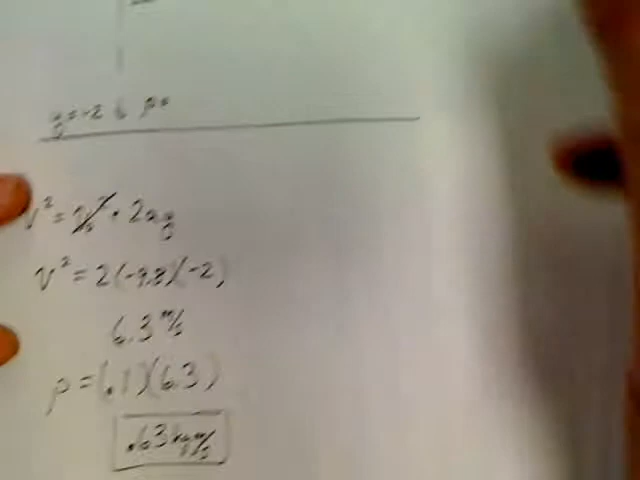 y = -2 & p =
v² = v₀² + 2ay
v² = 2(-9.8)(-2)
6.3 m/s
p = (.1)(6.3)
.63 kg m/s